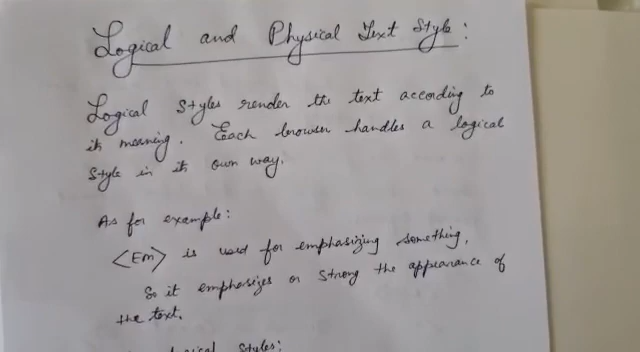 Logical and Physical Text Style:
Logical Styles render the text according to
its meaning. Each browser handles a logical
style in its own way.
As for example:
<Em> is used for emphasizing something,
So it emphasizes or strong the appearance of
the text.
Styles: